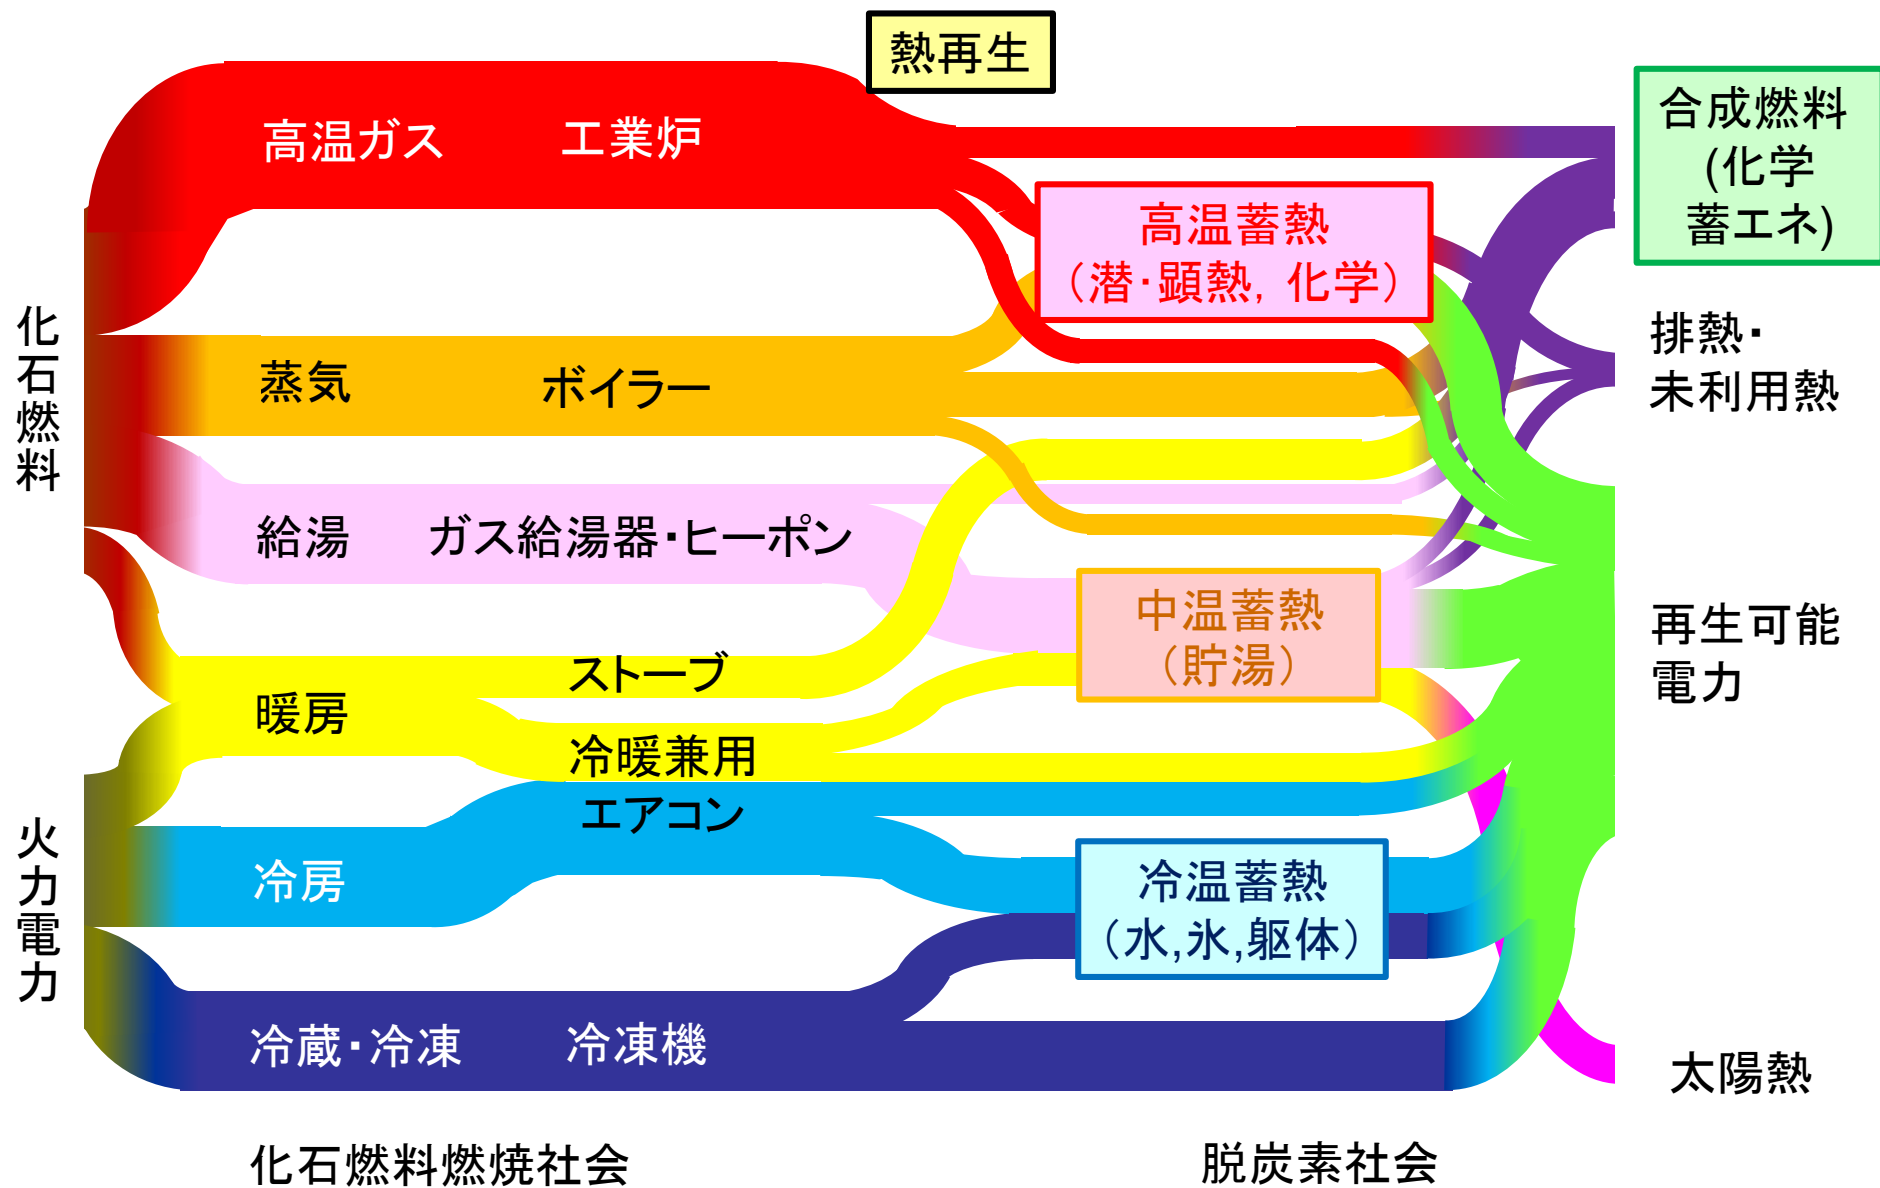 熱再生
合成燃料
(化学
蓄エネ)
高温ガス
工業炉
高温蓄熱
（潜・顕熱, 化学）
化石燃料
排熱・
未利用熱
蒸気
ボイラー
給湯
ガス給湯器・ヒーポン
中温蓄熱
（貯湯）
再生可能
電力
ストーブ
暖房
冷暖兼用
エアコン
火力電力
冷房
冷温蓄熱
（水,氷,躯体）
冷蔵・冷凍
冷凍機
太陽熱
化石燃料燃焼社会
脱炭素社会